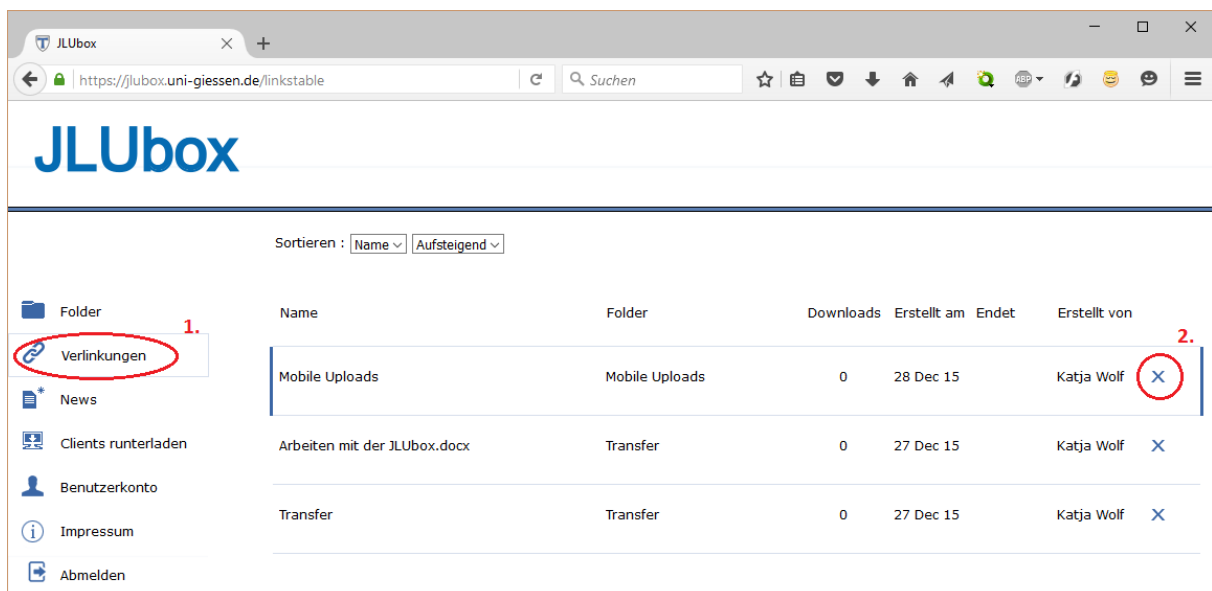 JLUbox
https://jlubox.uni-giessen.de/linkstable
Suchen
ABP
JLUbox
Sortieren : Name Aufsteigend
Folder
1.
Verlinkungen
News
Clients runterladen
Benutzerkonto
Impressum
Abmelden
Name Folder Downloads Erstellt am Endet Erstellt von
2.
Mobile Uploads Mobile Uploads 0 28 Dec 15 Katja Wolf X
Arbeiten mit der JLUbox.docx Transfer 0 27 Dec 15 Katja Wolf X
Transfer Transfer 0 27 Dec 15 Katja Wolf X